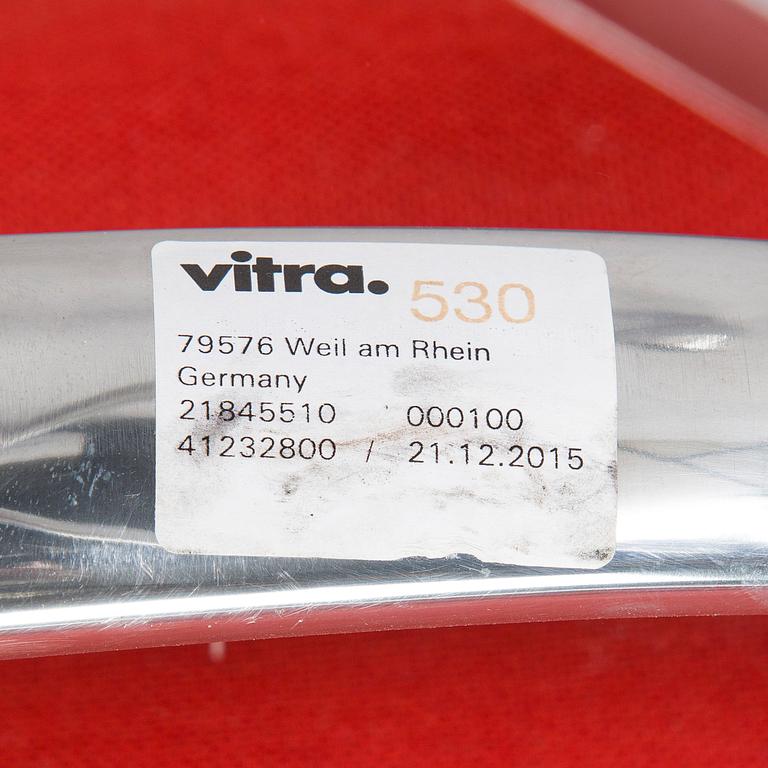 vitra. 530
79576 Weil am Rhein
Germany
21845510 000100
41232800 / 21.12.2015